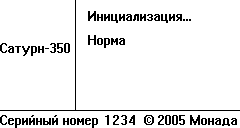 Инициализация...
Норма
Сатурн-350
Серийный номер 1234 © 2005 Монада